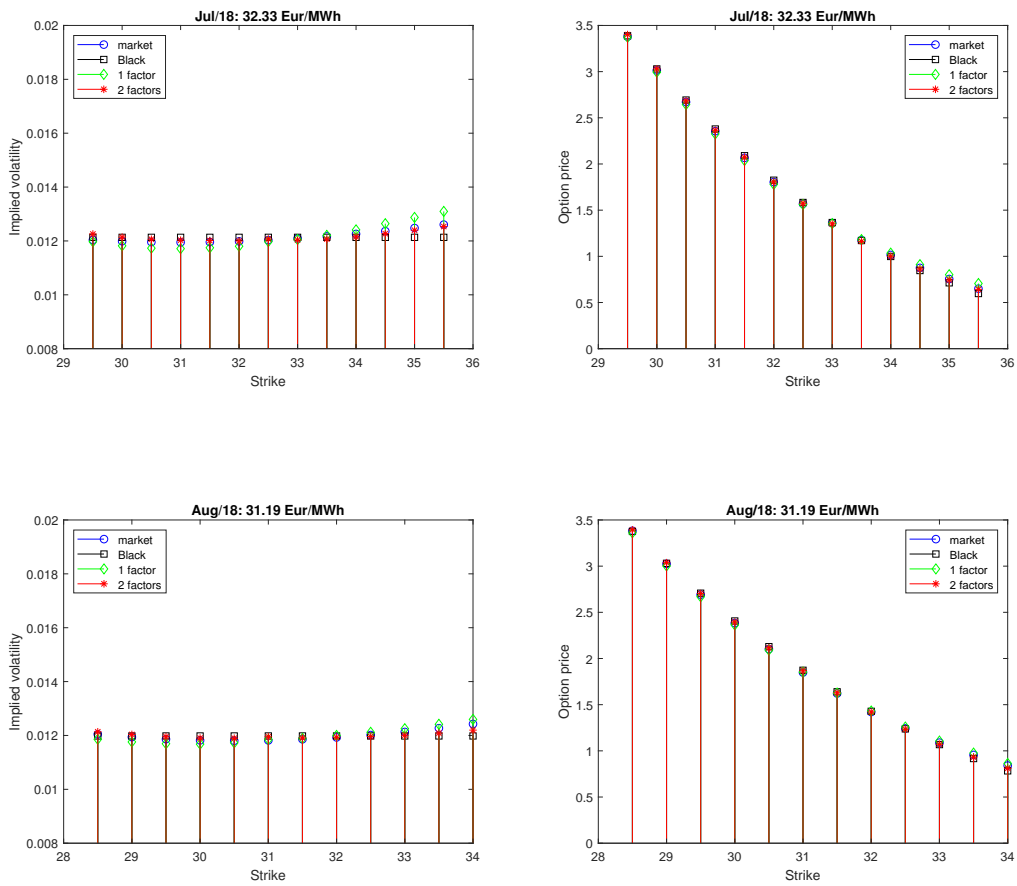 Jul/18: 32.33 Eur/MWh
0.02
0.018
0.016
0.014
0.012
0.01
0.008
Implied volatility
market
Black
1 factor
2 factors
29 30 31 32 33 34 35 36
Strike
Jul/18: 32.33 Eur/MWh
3.5
3
2.5
2
1.5
1
0.5
0
Option price
market
Black
1 factor
2 factors
29 30 31 32 33 34 35 36
Strike
Aug/18: 31.19 Eur/MWh
0.02
0.018
0.016
0.014
0.012
0.01
0.008
Implied volatility
market
Black
1 factor
2 factors
28 29 30 31 32 33 34
Strike
Aug/18: 31.19 Eur/MWh
3.5
3
2.5
2
1.5
1
0.5
0
Option price
market
Black
1 factor
2 factors
28 29 30 31 32 33 34
Strike